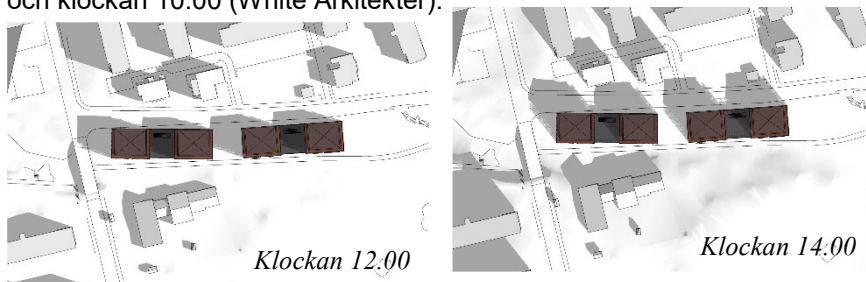 och klockan 10.00 (White Arkitekter).
Klockan 12.00
Klockan 14.00